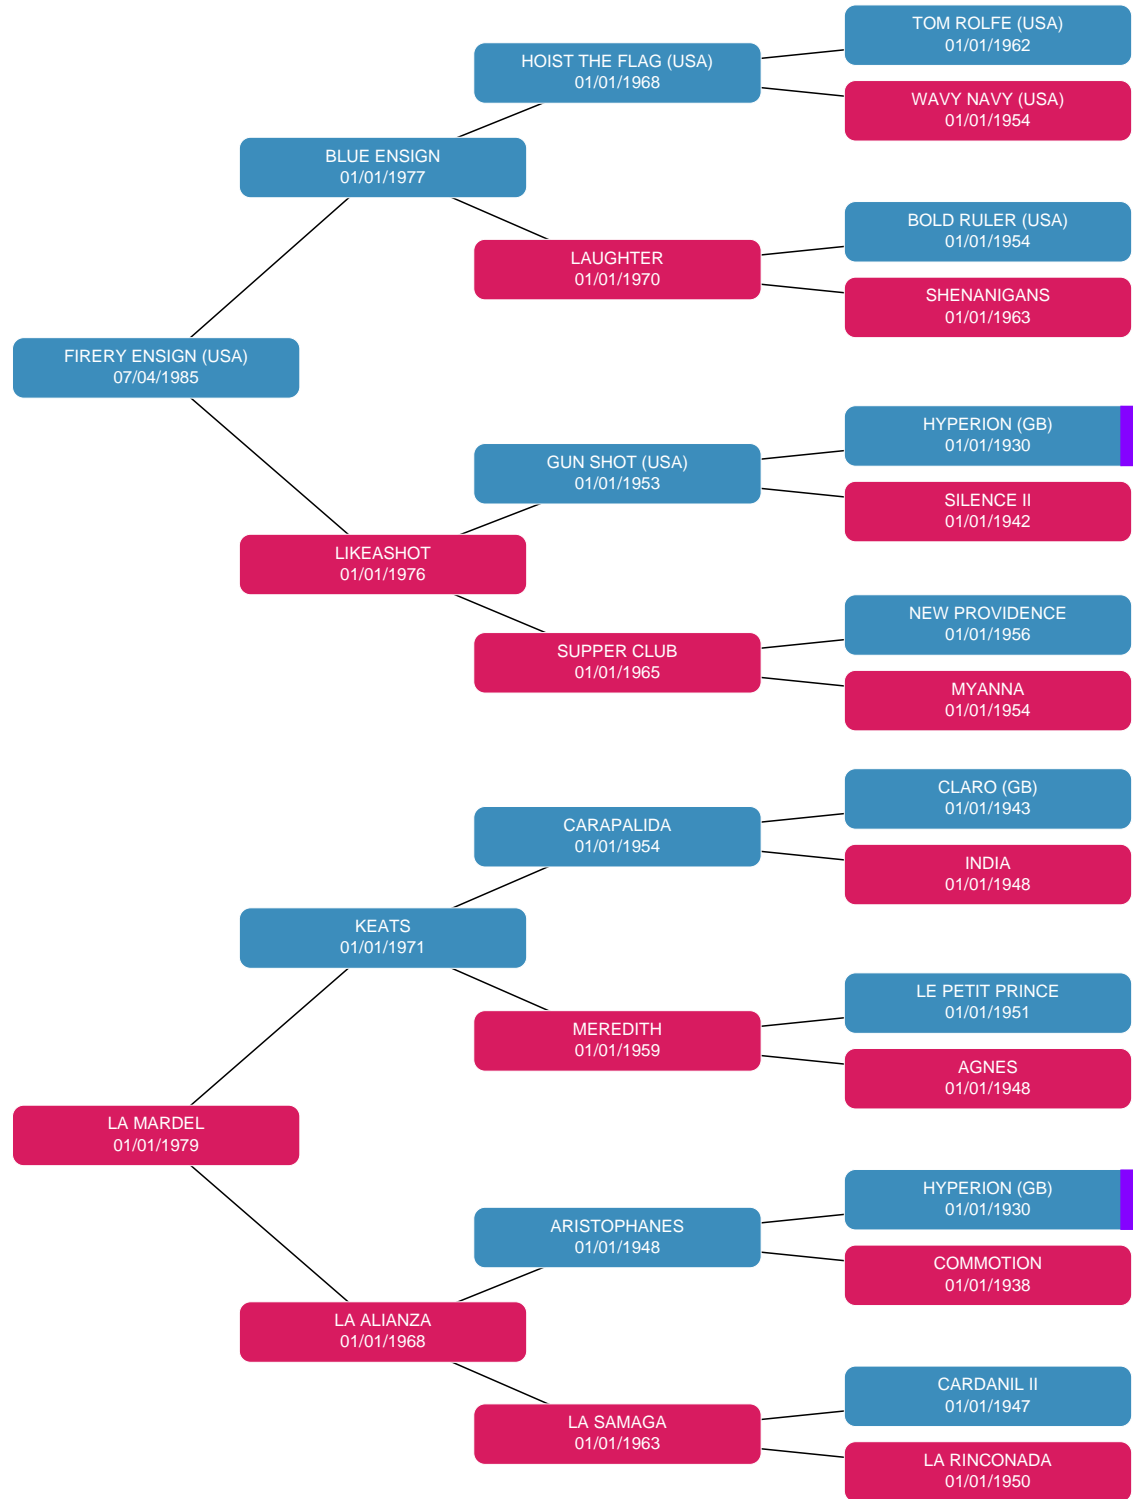 TOM ROLFE (USA)
01/01/1962
HOIST THE FLAG (USA)
01/01/1968
WAVY NAVY (USA)
01/01/1954
BLUE ENSIGN
01/01/1977
BOLD RULER (USA)
01/01/1954
LAUGHTER
01/01/1970
SHENANIGANS
01/01/1963
FIRERY ENSIGN (USA)
07/04/1985
HYPERION (GB)
01/01/1930
GUN SHOT (USA)
01/01/1953
SILENCE II
01/01/1942
LIKEASHOT
01/01/1976
NEW PROVIDENCE
01/01/1956
SUPPER CLUB
01/01/1965
MYANNA
01/01/1954
CLARO (GB)
01/01/1943
CARAPALIDA
01/01/1954
INDIA
01/01/1948
KEATS
01/01/1971
LE PETIT PRINCE
01/01/1951
MEREDITH
01/01/1959
AGNES
01/01/1948
LA MARDEL
01/01/1979
HYPERION (GB)
01/01/1930
ARISTOPHANES
01/01/1948
COMMOTION
01/01/1938
LA ALIANZA
01/01/1968
CARDANIL II
01/01/1947
LA SAMAGA
01/01/1963
LA RINCONADA
01/01/1950